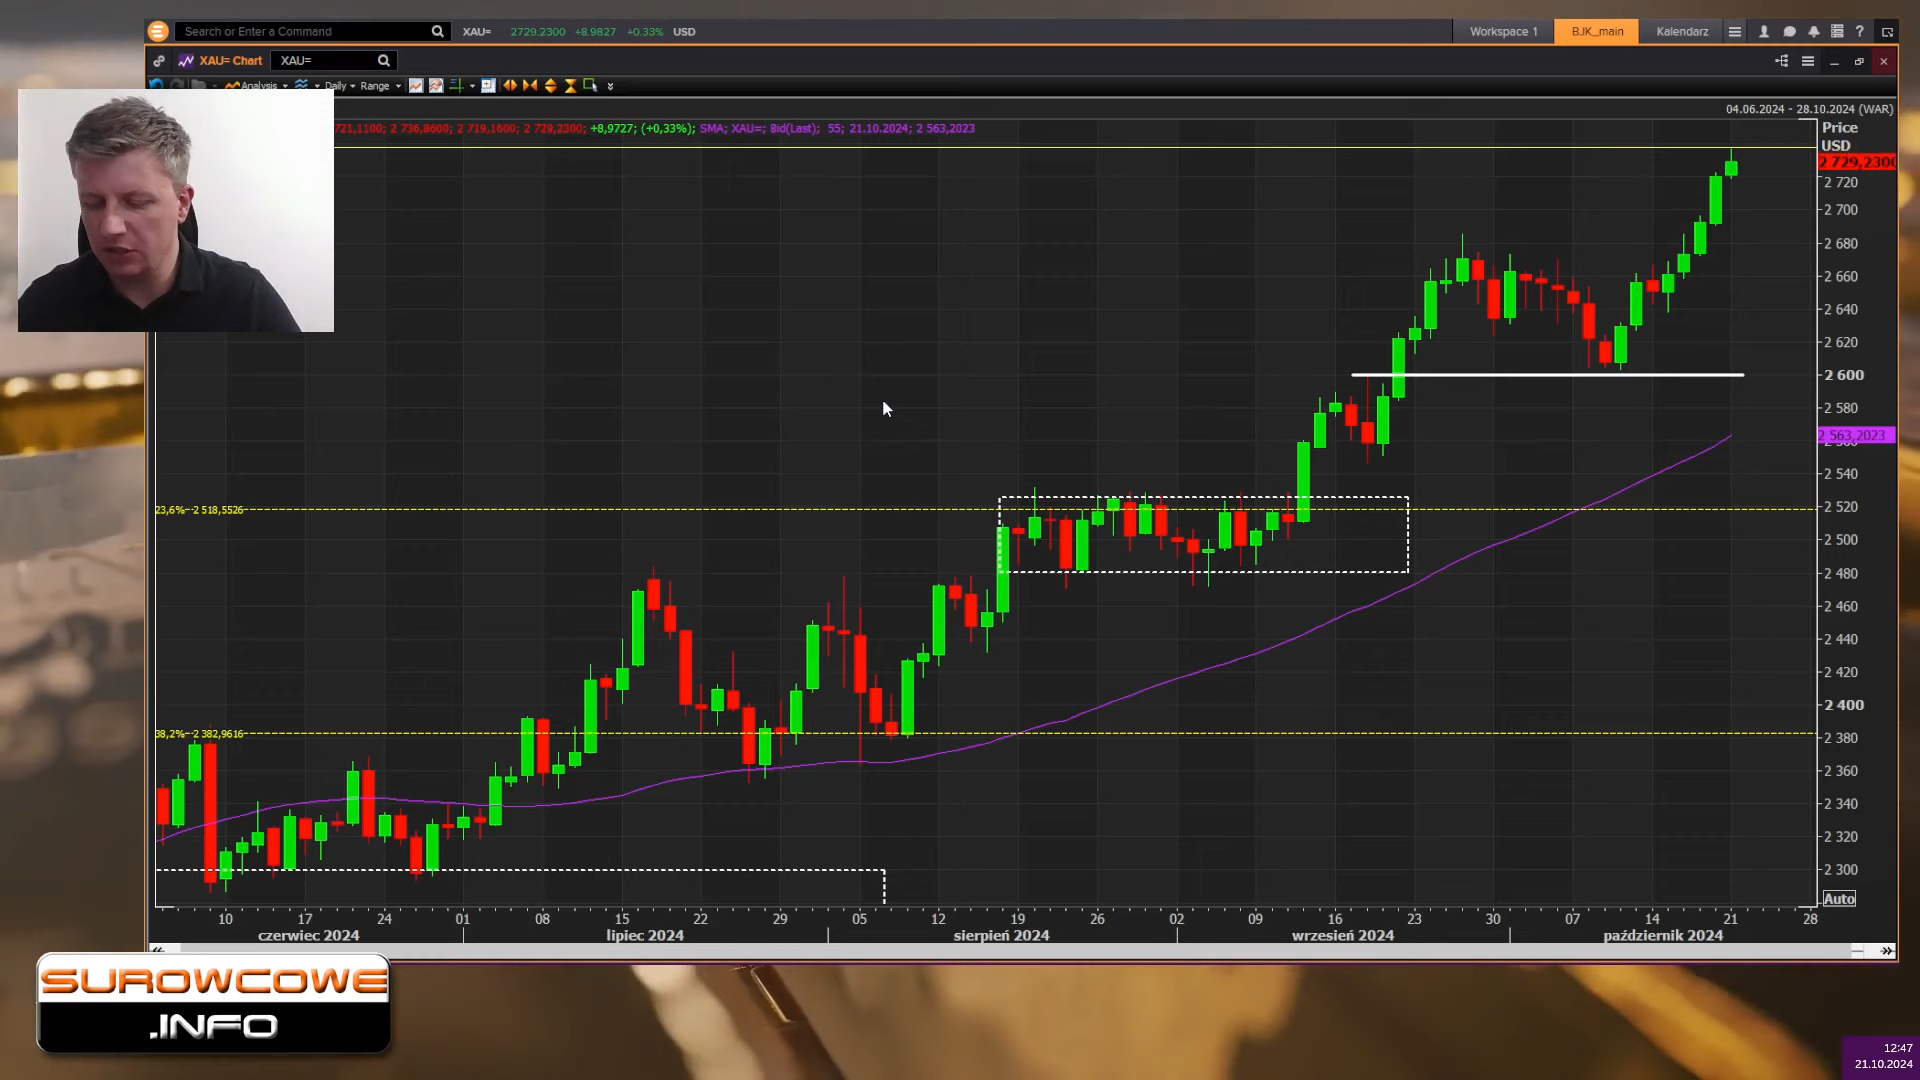 Search or Enter a Command XAU= 2729.2300 +8.9827 +0.33% USD Workspace 1 BJK_main Kalendarz ?
XAU= Chart XAU=
Analysis Daily Range
04.06.2024 - 28.10.2024 (WAR)
721,1100; 2 736,8600; 2 719,1600; 2 729,2300; +8,9727; (+0,33%); SMA; XAU=; Bid(Last); 55; 21.10.2024; 2 563,2023
Price
USD
2 729,2300
2 720
2 700
2 680
2 660
2 640
2 620
2 600
2 580
2 563,2023
2 540
2 520
23,6%- 2 518,5526
2 500
2 480
2 460
2 440
2 420
2 400
38,2%- 2 382,9616
2 380
2 360
2 340
2 320
2 300
Auto
10 17 24 01 08 15 22 29 05 12 19 26 02 09 16 23 30 07 14 21 28
czerwiec 2024 lipiec 2024 sierpień 2024 wrzesień 2024 październik 2024
SUROWCOWE
.INFO
12:47
21.10.2024